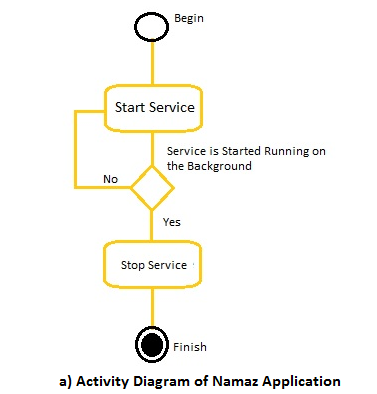 Begin
Start Service
Service is Started Running on
the Background
No
Yes
Stop Service
Finish
a) Activity Diagram of Namaz Application